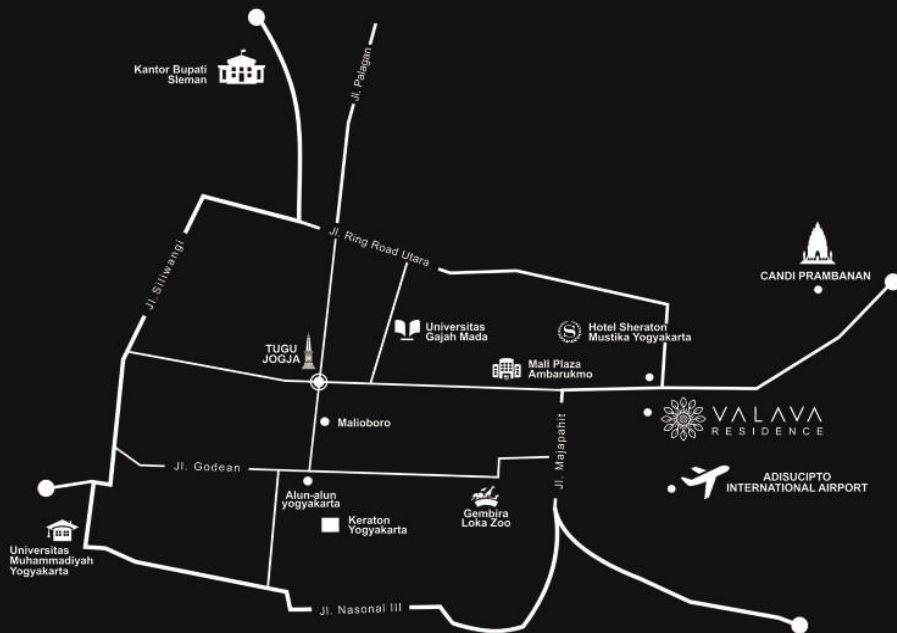 Kantor Bupati
Sleman
Jl. Palagan
Jl. Ring Road Utara
Jl.Siliwangi
CANDI PRAMBANAN
Universitas
Gajah Mada
Hotel Sheraton
Mustika Yogyakarta
TUGU
JOGJA
Mall Plaza
Ambarukmo
Malioboro
Jl. Majapahit
VALAVA
RESIDENCE
Jl. Godean
ADISUCIPTO
INTERNATIONAL AIRPORT
Alun-alun
yogyakarta
Gembira
Loka Zoo
Keraton
Yogyakarta
Universitas
Muhammadiyah
Yogyakarta
Jl. Nasonal III